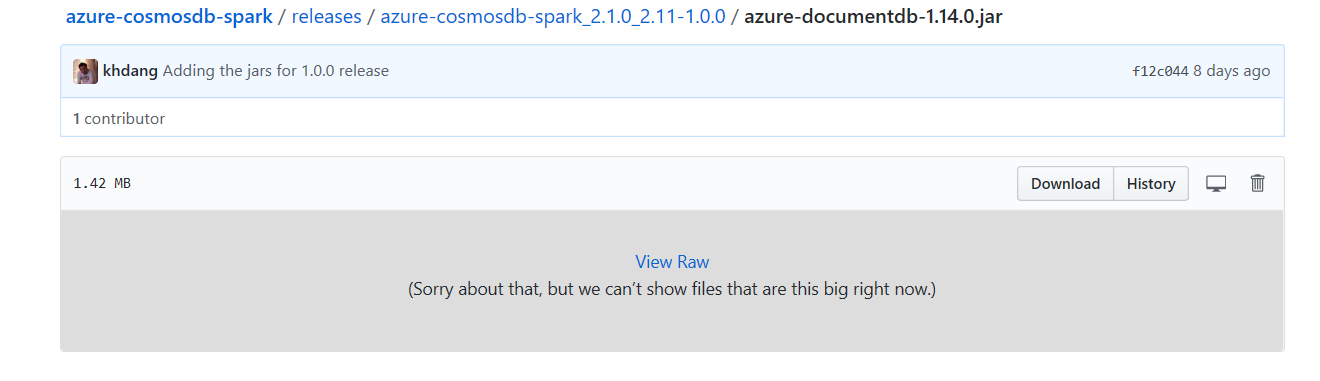 azure-cosmosdb-spark / releases / azure-cosmosdb-spark_2.1.0_2.11-1.0.0 / azure-documentdb-1.14.0.jar
khdang Adding the jars for 1.0.0 release f12c044 8 days ago
1 contributor
1.42 MB Download History
View Raw
(Sorry about that, but we can’t show files that are this big right now.)